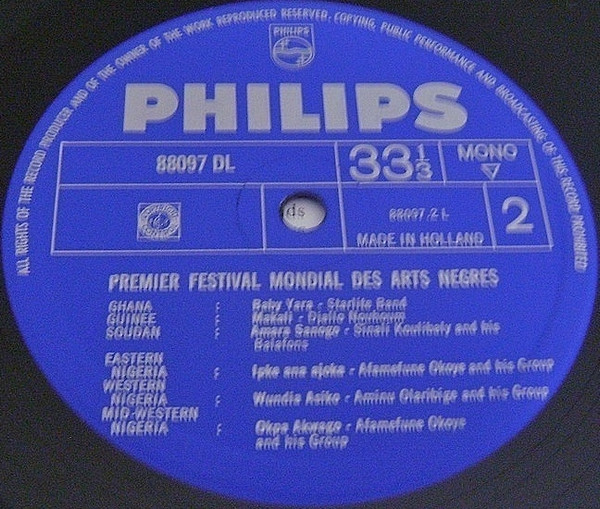 ALL RIGHTS OF THE RECORD PRODUCER AND OF THE OWNER OF THE WORK REPRODUCED RESERVED. COPYING, PUBLIC PERFORMANCE AND BROADCASTING OF THIS RECORD PROHIBITED
PHILIPS
PHILIPS
88097 DL
33 1/3
MONO
ds
88097.2 L
MADE IN HOLLAND
2
PREMIER FESTIVAL MONDIAL DES ARTS NEGRES
GHANA : Baby Yara - Starlite Band
GUINEE : Makali - Djallo Nouhoum
SOUDAN : Amara Sanogo - Sinali Koulibaly and his
Balafons
EASTERN
NIGERIA : Ipke ana ajoka - Afamefune Okoye and his Group
WESTERN
NIGERIA : Wundia Asiko - Aminu Olaribige and his Group
MID-WESTERN
NIGERIA : Okpa Akwago - Afamefune Okoye
and his Group